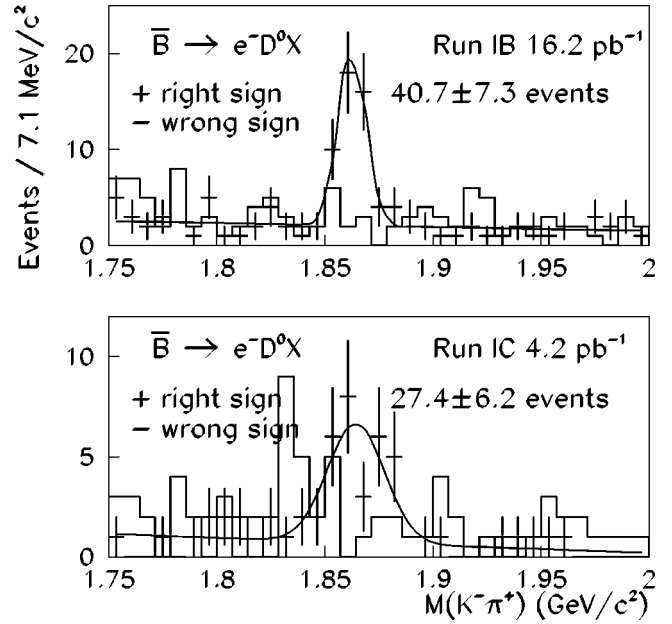 B̅ → e⁻D⁰X
Run IB 16.2 pb⁻¹
+ right sign
40.7±7.3 events
− wrong sign
Events / 7.1 MeV/c²
20
10
0
1.75 1.8 1.85 1.9 1.95 2
B̅ → e⁻D⁰X
Run IC 4.2 pb⁻¹
+ right sign
27.4±6.2 events
− wrong sign
10
5
0
1.75 1.8 1.85 1.9 1.95 2
M(K⁻π⁺) (GeV/c²)